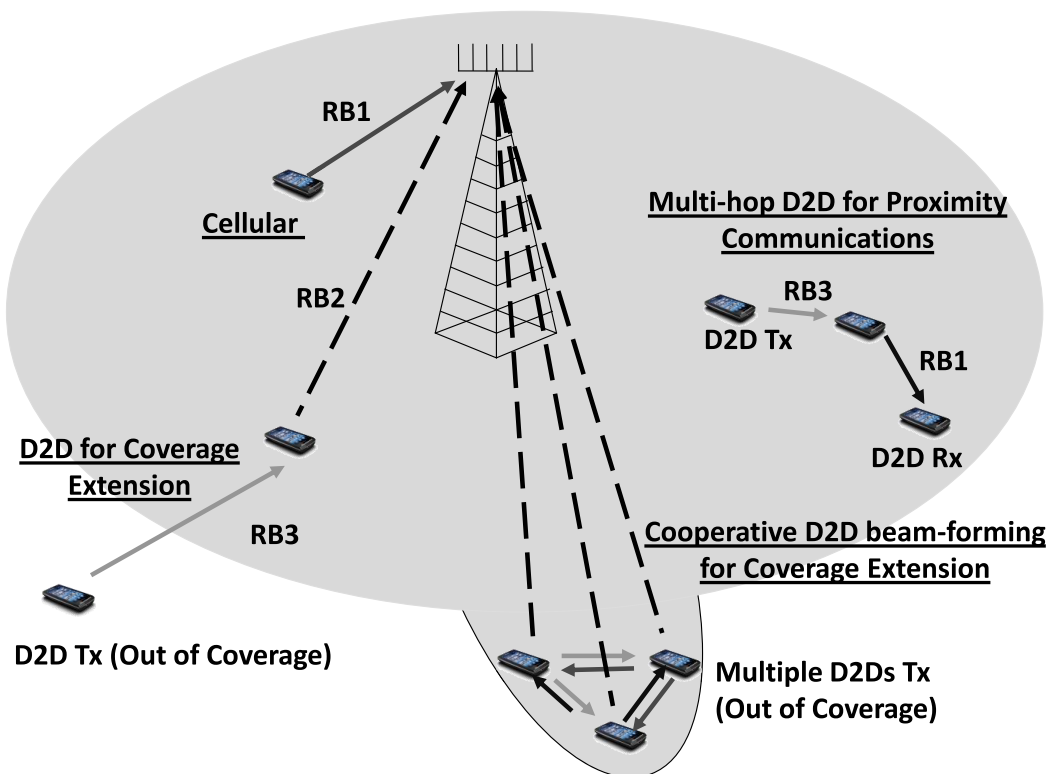 RB1
Cellular
Multi-hop D2D for Proximity
Communications
RB2
RB3
D2D Tx
RB1
D2D Rx
D2D for Coverage
Extension
RB3
Cooperative D2D beam-forming
for Coverage Extension
D2D Tx (Out of Coverage)
Multiple D2Ds Tx
(Out of Coverage)